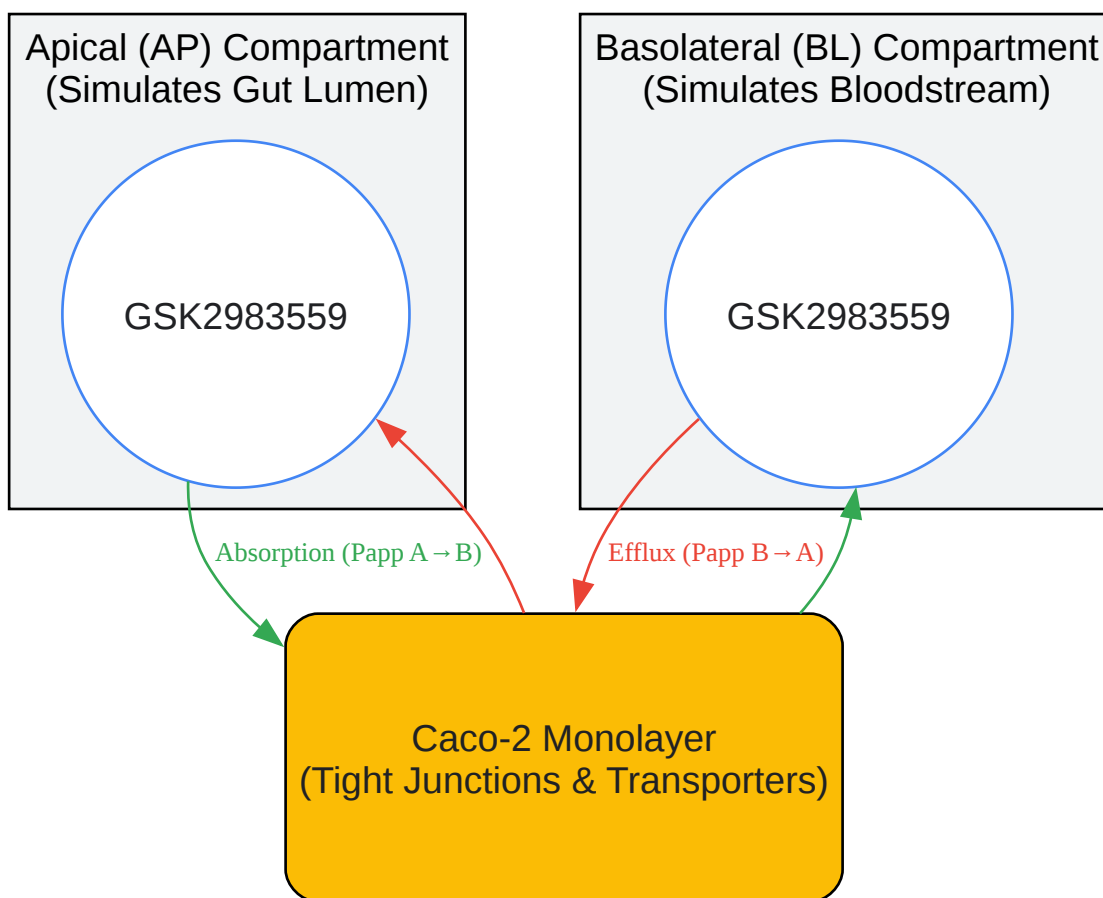 Apical (AP) Compartment
(Simulates Gut Lumen)
Basolateral (BL) Compartment
(Simulates Bloodstream)
GSK2983559
GSK2983559
Absorption (Papp A→B)
Efflux (Papp B→A)
Caco-2 Monolayer
(Tight Junctions & Transporters)